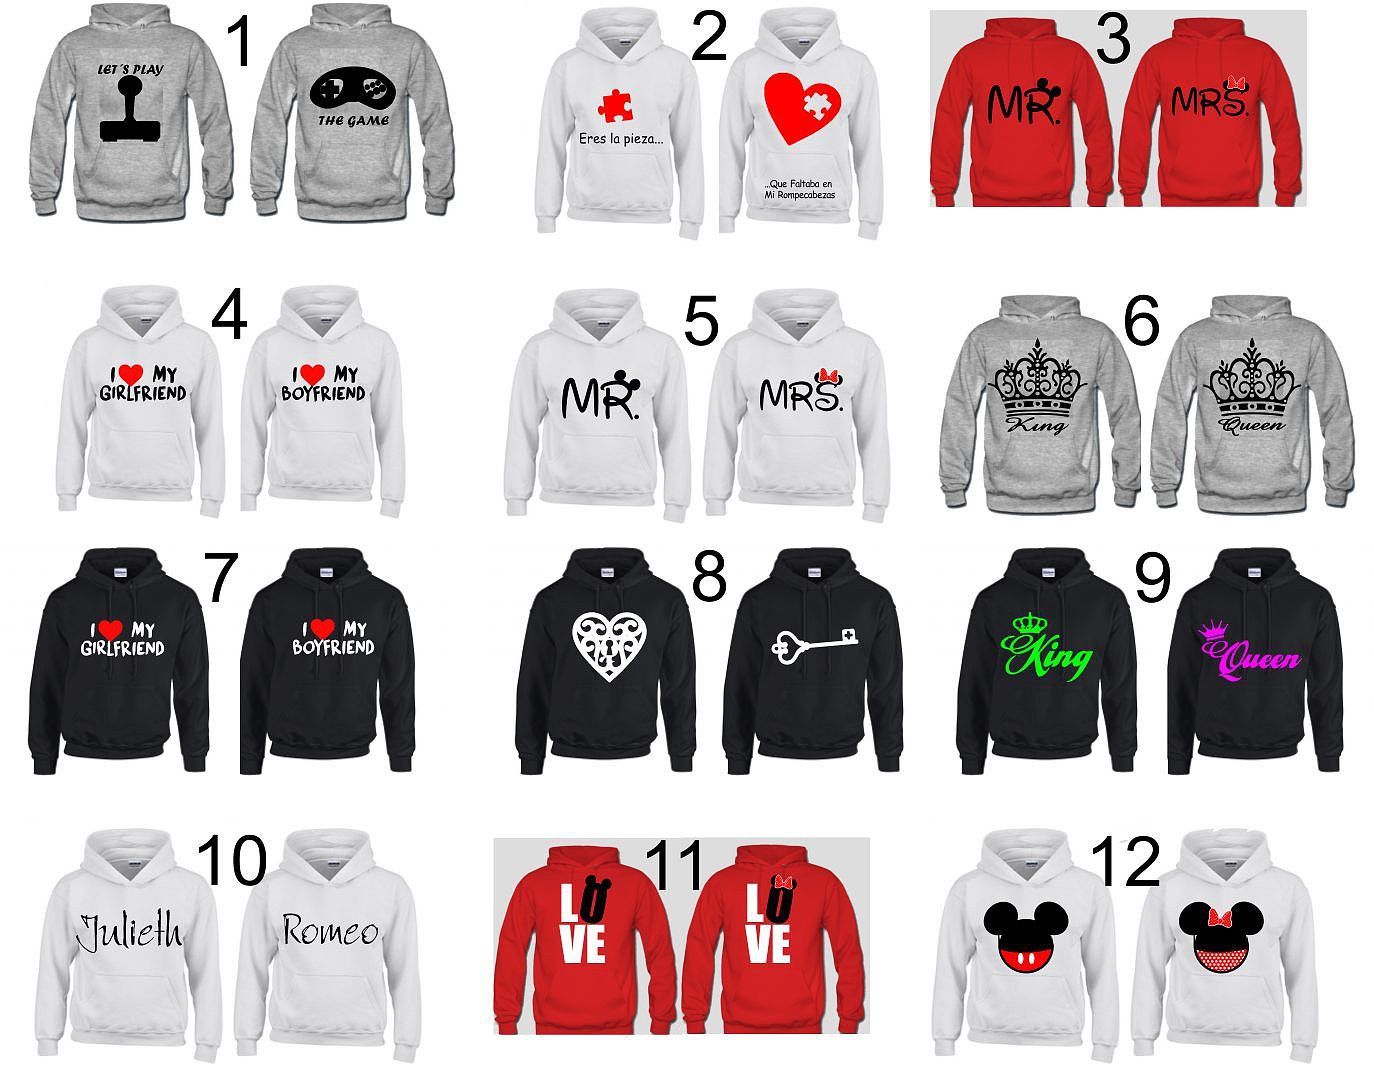 1
LET'S PLAY
THE GAME
2
Eres la pieza...
...Que Faltaba en
Mi Rompecabezas
3
MR.
MRS.
4
I MY
GIRLFRIEND
I MY
BOYFRIEND
5
MR.
MRS.
6
King
Queen
7
I MY
GIRLFRIEND
I MY
BOYFRIEND
8
9
King
Queen
10
Julieth
Romeo
11
LO
VE
LO
VE
12